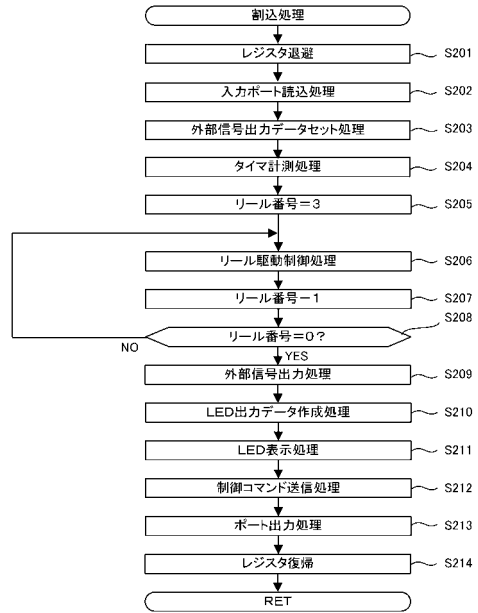 割込処理
レジスタ退避 S201
入力ポート読込処理 S202
外部信号出力データセット処理 S203
タイマ計測処理 S204
リール番号=3 S205
リール駆動制御処理 S206
リール番号-1 S207
リール番号=0? S208
NO
YES
外部信号出力処理 S209
LED出力データ作成処理 S210
LED表示処理 S211
制御コマンド送信処理 S212
ポート出力処理 S213
レジスタ復帰 S214
RET